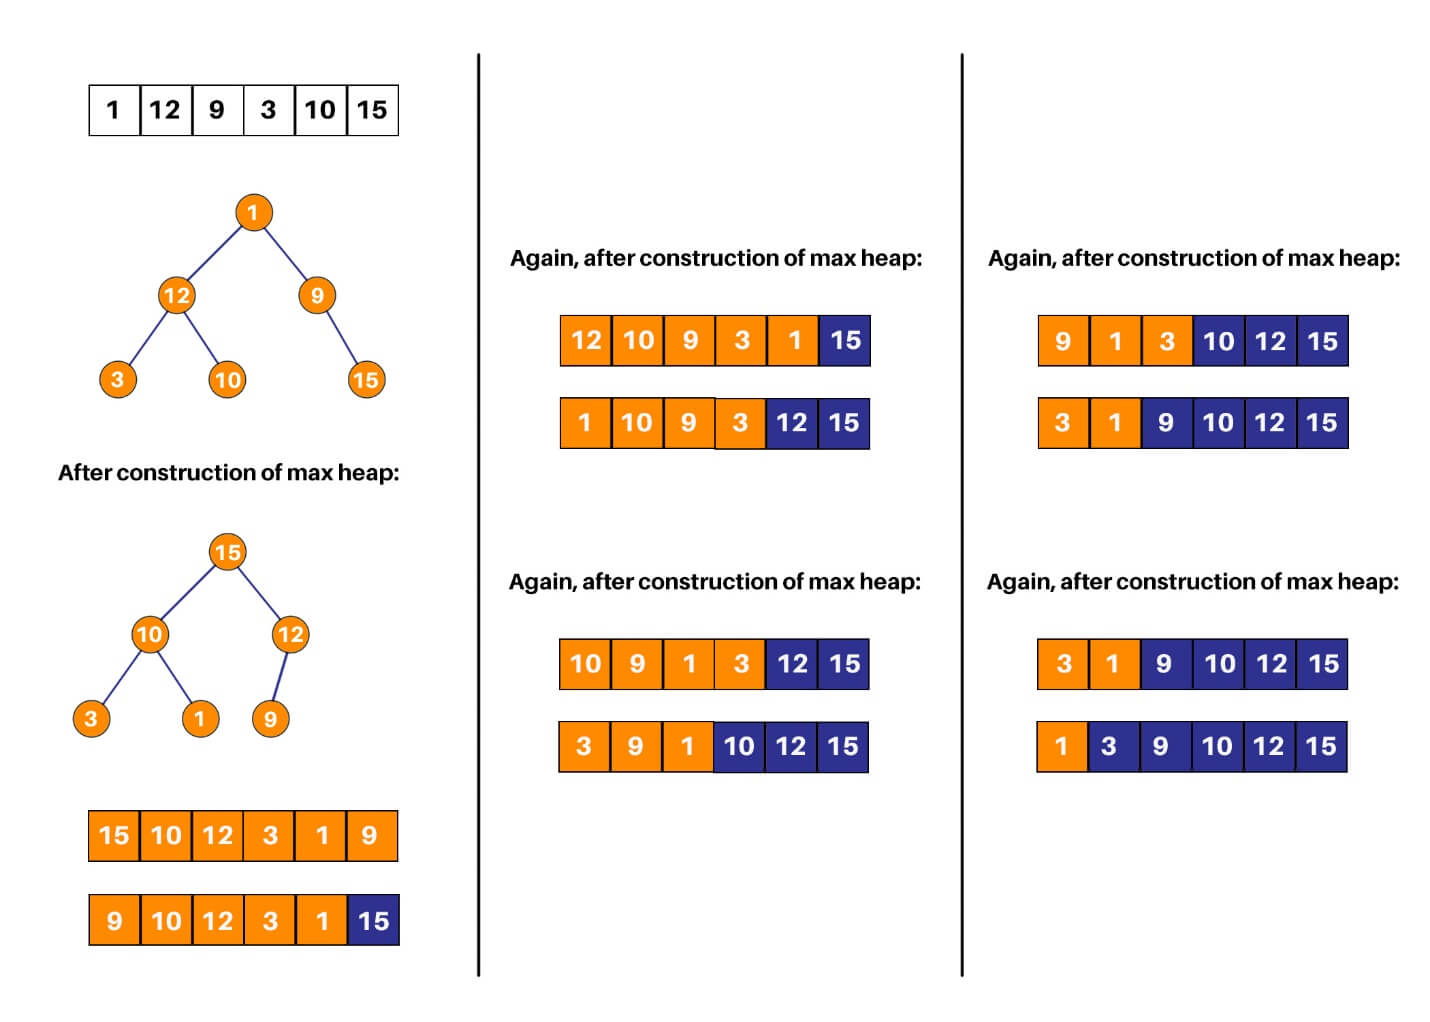 1 12 9 3 10 15
1
12 9
3 10 15
After construction of max heap:
15
10 12
3 1 9
15 10 12 3 1 9
9 10 12 3 1 15
Again, after construction of max heap:
12 10 9 3 1 15
1 10 9 3 12 15
Again, after construction of max heap:
10 9 1 3 12 15
3 9 1 10 12 15
Again, after construction of max heap:
9 1 3 10 12 15
3 1 9 10 12 15
Again, after construction of max heap:
3 1 9 10 12 15
1 3 9 10 12 15